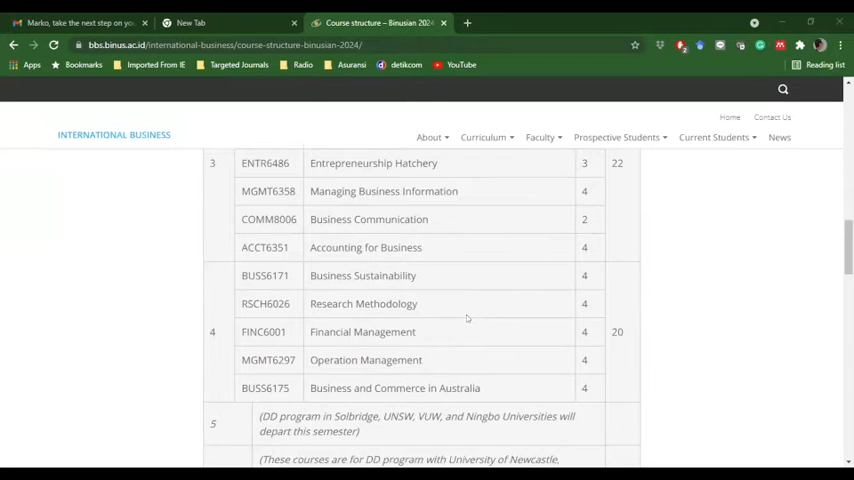 Marko, take the next step on you
New Tab
Course structure – Binusian 2024
bbs.binus.ac.id/international-business/course-structure-binusian-2024/
Apps Bookmarks Imported From IE Targeted Journals Radio Asuransi detikcom YouTube Reading list
Home Contact Us
INTERNATIONAL BUSINESS About Curriculum Faculty Prospective Students Current Students News
3 ENTR6486 Entrepreneurship Hatchery 3 22
MGMT6358 Managing Business Information 4
COMM8006 Business Communication 2
ACCT6351 Accounting for Business 4
BUSS6171 Business Sustainability 4
RSCH6026 Research Methodology 4
4 FINC6001 Financial Management 4 20
MGMT6297 Operation Management 4
BUSS6175 Business and Commerce in Australia 4
5 (DD program in Solbridge, UNSW, VUW, and Ningbo Universities will
depart this semester)
(These courses are for DD program with University of Newcastle,